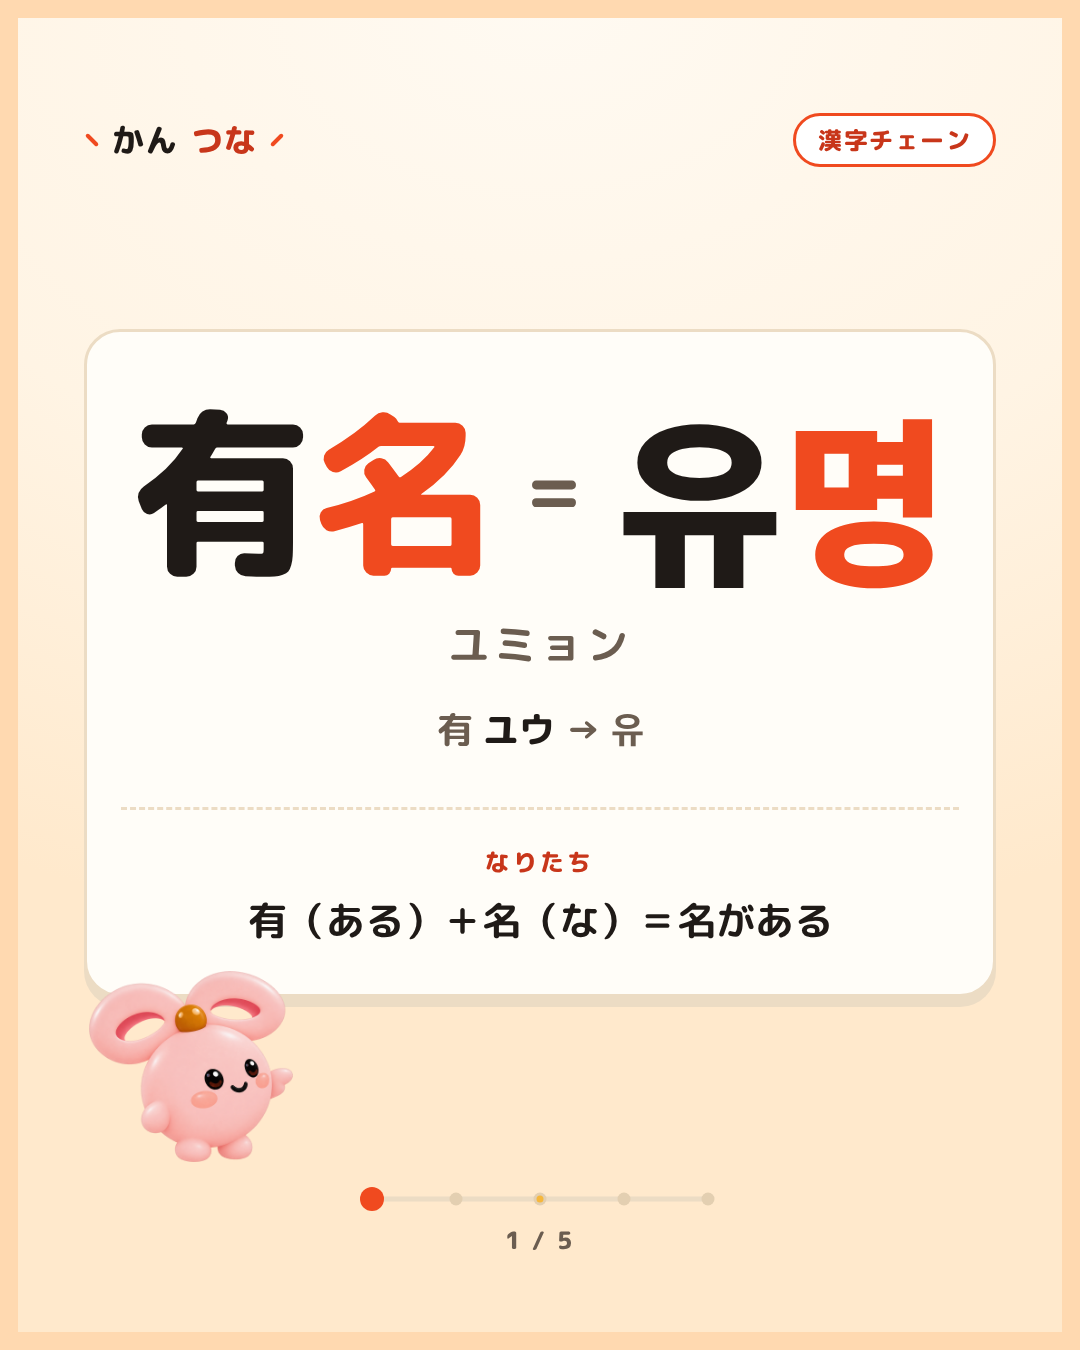 かん つな
漢字チェーン
有名 = 유명
ユミョン
有 ユウ → 유
なりたち
有（ある）＋名（な）＝名がある
1 / 5